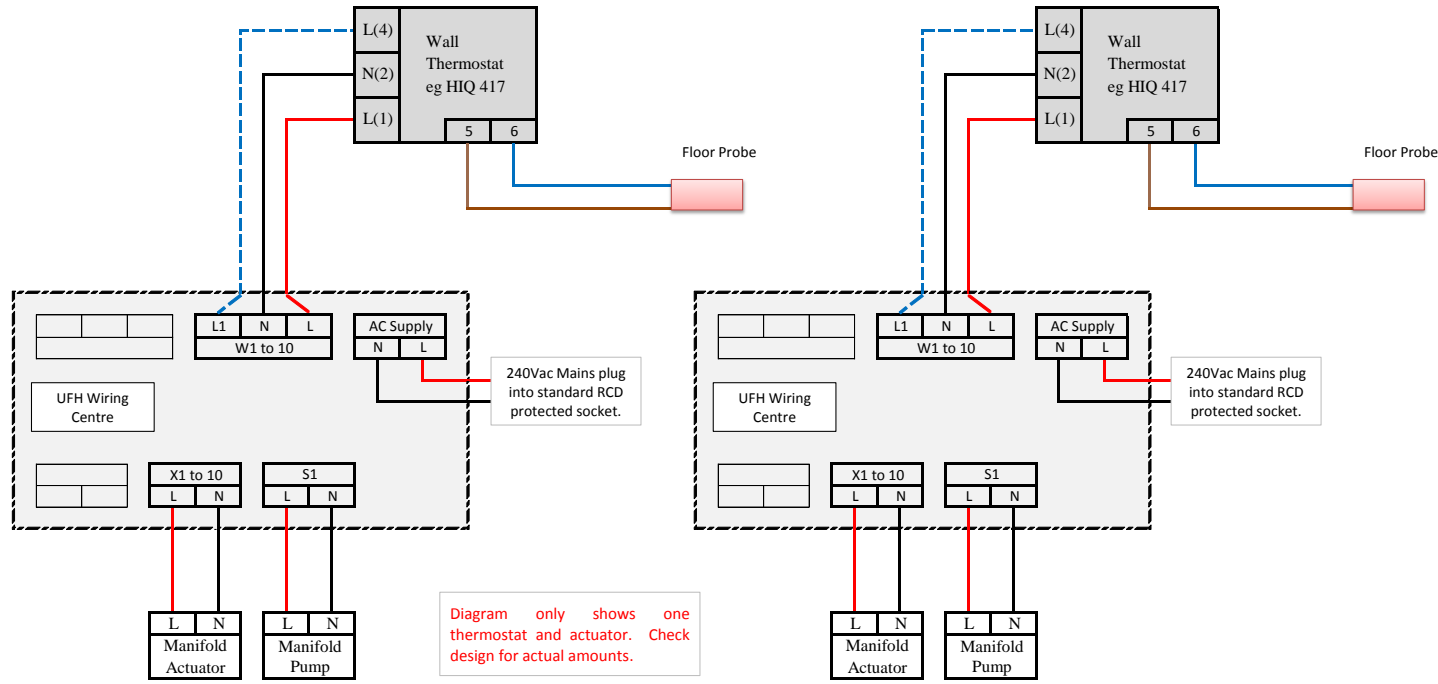 L(4)
N(2)
L(1)
Wall
Thermostat
eg HIQ 417
5 6
Floor Probe
L1 N L
W1 to 10
AC Supply
N L
240Vac Mains plug
into standard RCD
protected socket.
UFH Wiring
Centre
X1 to 10
L N
S1
L N
L N
Manifold
Actuator
L N
Manifold
Pump
Diagram only shows one
thermostat and actuator. Check
design for actual amounts.
L(4)
N(2)
L(1)
Wall
Thermostat
eg HIQ 417
5 6
Floor Probe
L1 N L
W1 to 10
AC Supply
N L
240Vac Mains plug
into standard RCD
protected socket.
UFH Wiring
Centre
X1 to 10
L N
S1
L N
L N
Manifold
Actuator
L N
Manifold
Pump